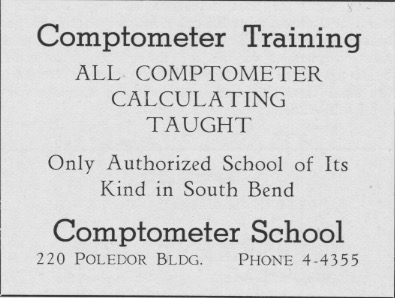 Comptometer Training
ALL COMPTOMETER
CALCULATING
TAUGHT
Only Authorized School of Its
Kind in South Bend
Comptometer School
220 POLEDOR BLDG. PHONE 4-4355